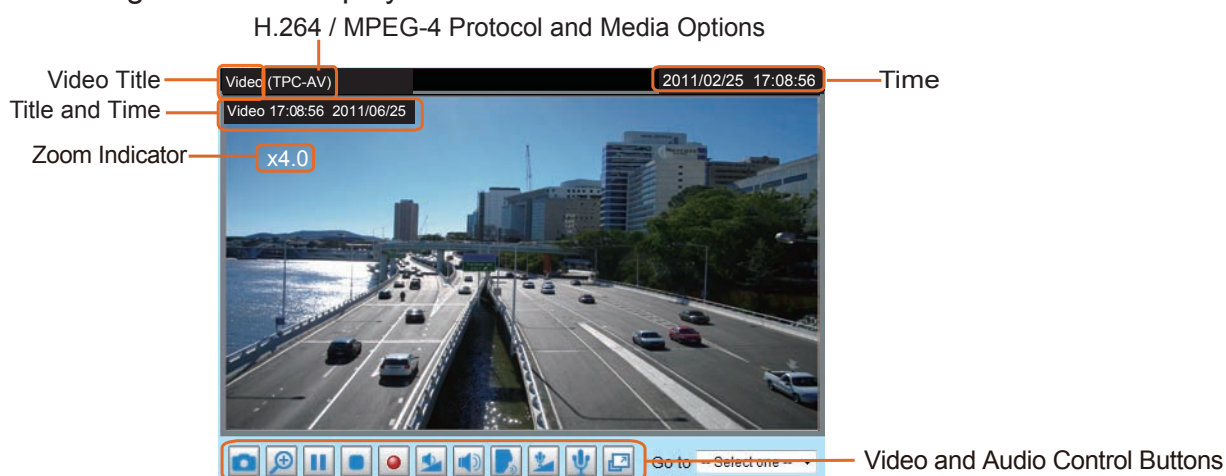 H.264 / MPEG-4 Protocol and Media Options
Video Title
Video (TPC-AV)
2011/02/25 17:08:56
Time
Title and Time
Video 17:08:56 2011/06/25
Zoom Indicator
x4.0
Go to
-- Select one --
Video and Audio Control Buttons